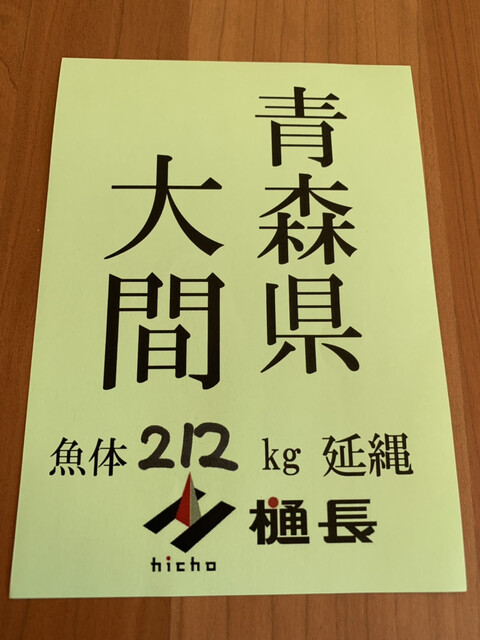 青森県
大間
魚体 212 kg 延縄
hicho 樋長